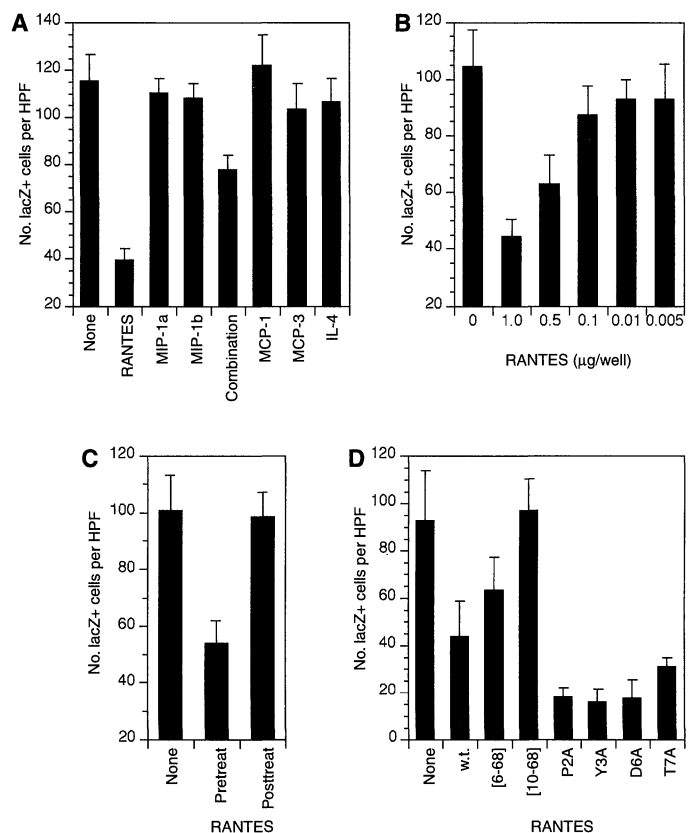 A
No. lacZ+ cells per HPF
140
120
100
80
60
40
20
None
RANTES
MIP-1a
MIP-1b
Combination
MCP-1
MCP-3
IL-4
B
No. lacZ+ cells per HPF
120
100
80
60
40
20
0 1.0 0.5 0.1 0.01 0.005
RANTES (μg/well)
C
No. lacZ+ cells per HPF
120
100
80
60
40
20
None
Pretreat
Posttreat
RANTES
D
No. lacZ+ cells per HPF
120
100
80
60
40
20
0
None
w.t.
[6-68]
[10-68]
P2A
Y3A
D6A
T7A
RANTES